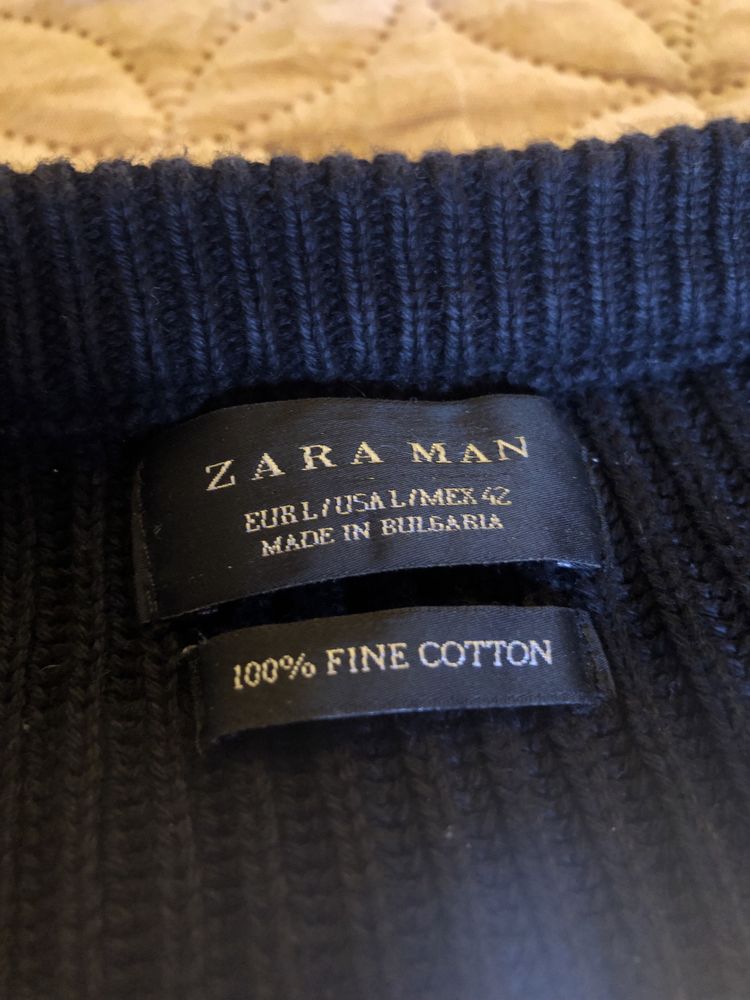 ZARA MAN
EUR L/USA L/MEX 42
MADE IN BULGARIA
100% FINE COTTON